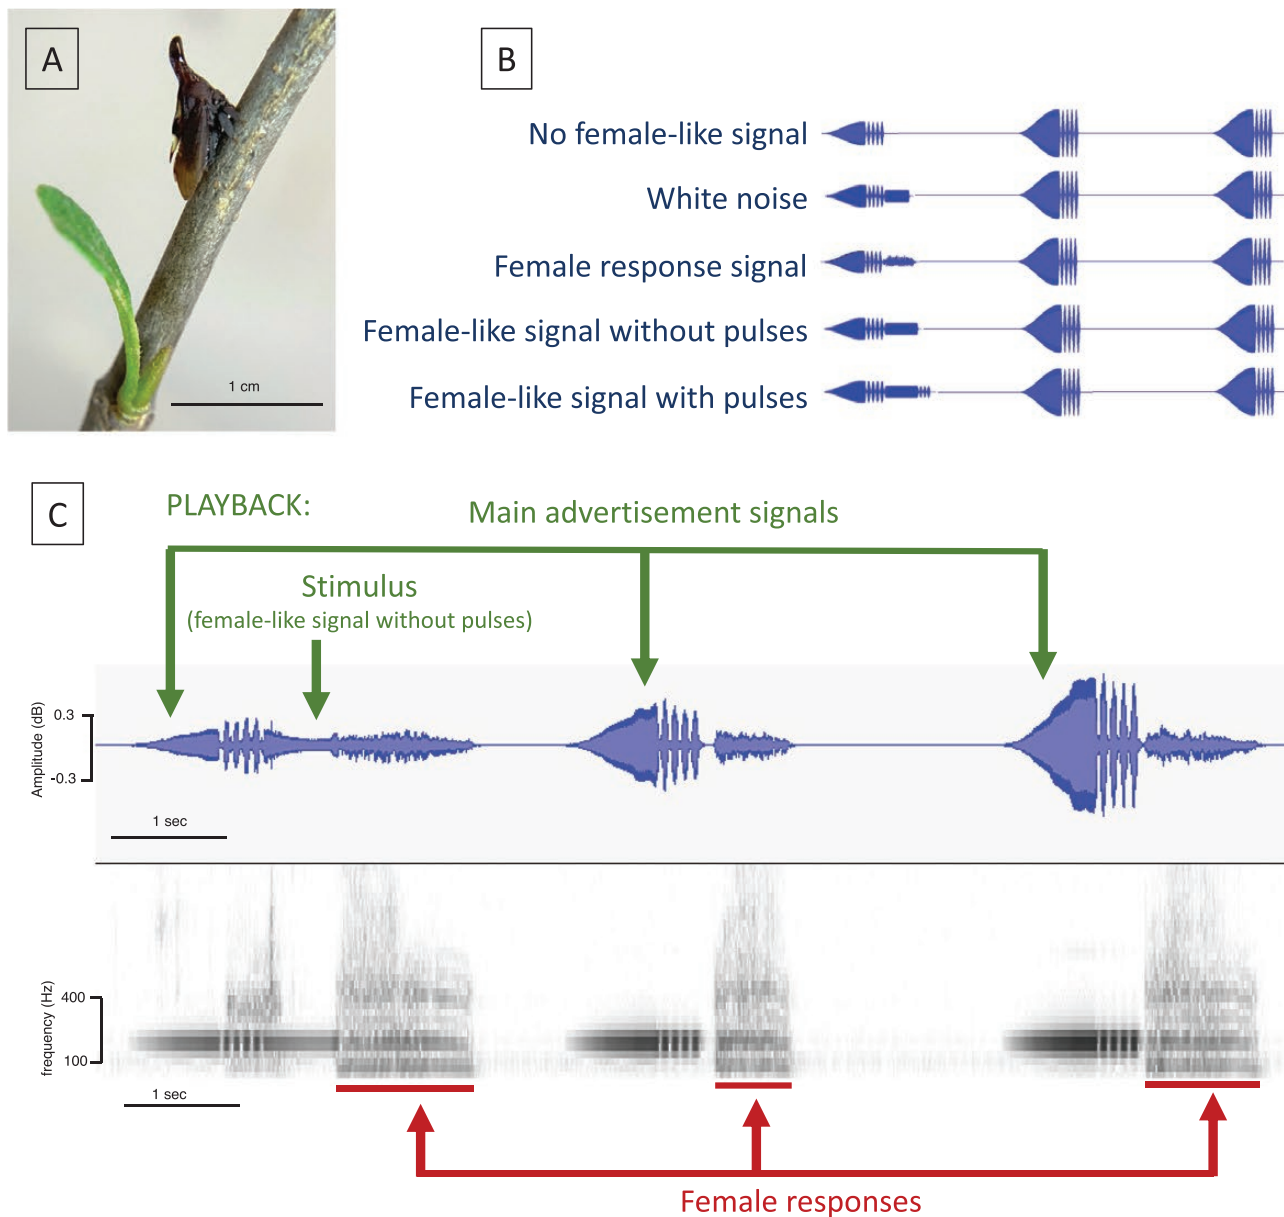 A
1 cm
B
No female-like signal
White noise
Female response signal
Female-like signal without pulses
Female-like signal with pulses
C
PLAYBACK:
Main advertisement signals
Stimulus
(female-like signal without pulses)
Amplitude (dB)
0.3
-0.3
1 sec
frequency (Hz)
400
100
1 sec
Female responses